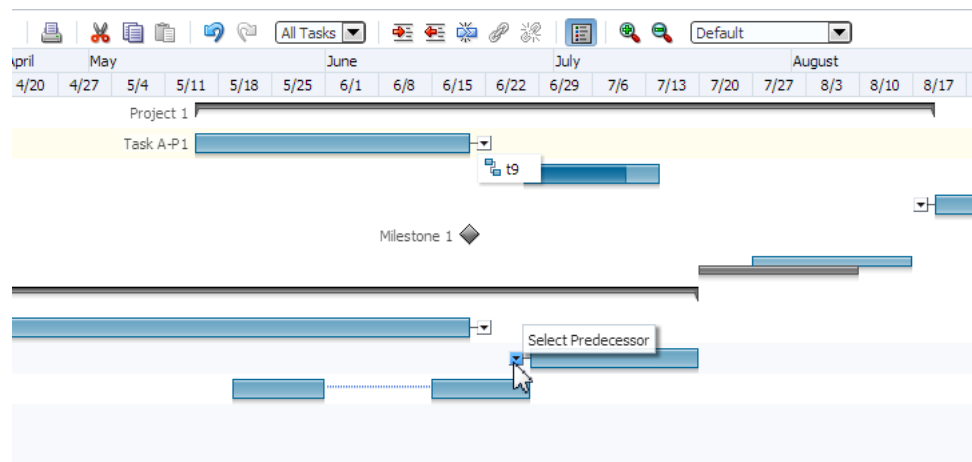 All Tasks Default
April May June July August
4/20 4/27 5/4 5/11 5/18 5/25 6/1 6/8 6/15 6/22 6/29 7/6 7/13 7/20 7/27 8/3 8/10 8/17
Project 1
Task A-P1
t9
Milestone 1
Select Predecessor